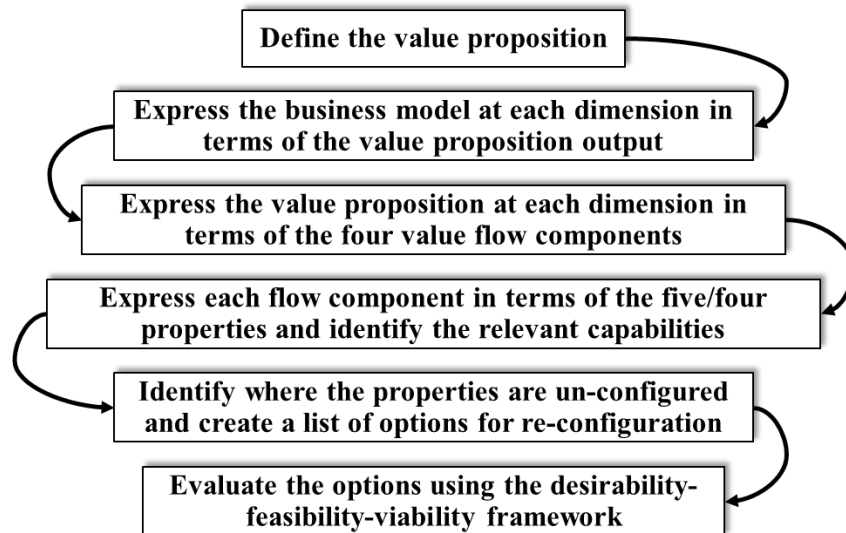 Define the value proposition
Express the business model at each dimension in
terms of the value proposition output
Express the value proposition at each dimension in
terms of the four value flow components
Express each flow component in terms of the five/four
properties and identify the relevant capabilities
Identify where the properties are un-configured
and create a list of options for re-configuration
Evaluate the options using the desirability-
feasibility-viability framework